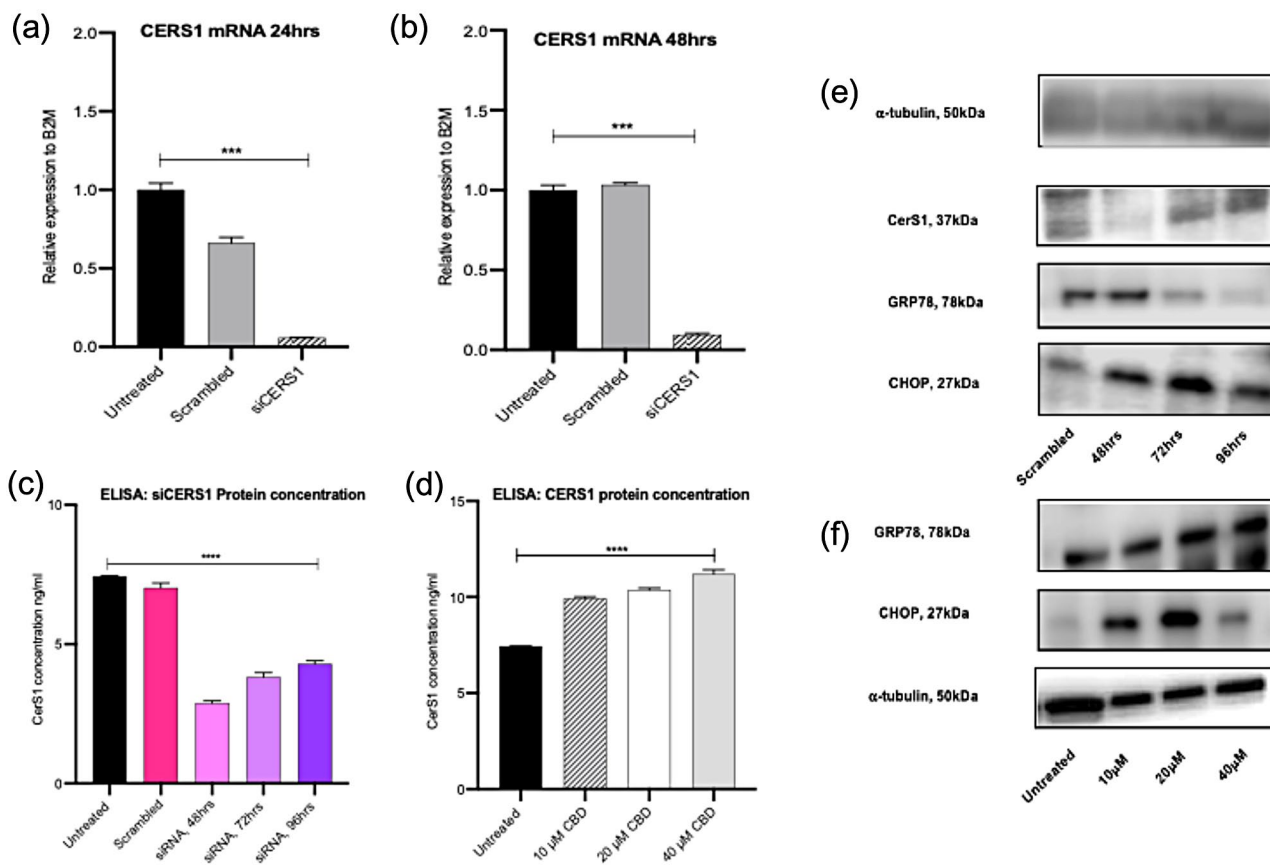 (a)
CERS1 mRNA 24hrs
Relative expression to B2M
2.0
1.5
1.0
0.5
0.0
***
Untreated
Scrambled
siCERS1
(b)
CERS1 mRNA 48hrs
Relative expression to B2M
2.0
1.5
1.0
0.5
0.0
***
Untreated
Scrambled
siCERS1
(c)
ELISA: siCERS1 Protein concentration
CerS1 concentration ng/ml
10
5
0
****
Untreated
Scrambled
siRNA, 48hrs
siRNA, 72hrs
siRNA, 96hrs
(d)
ELISA: CERS1 protein concentration
CerS1 concentration ng/ml
15
10
5
0
****
Untreated
10 µM CBD
20 µM CBD
40 µM CBD
(e)
α-tubulin, 50kDa
CerS1, 37kDa
GRP78, 78kDa
CHOP, 27kDa
Scrambled
48hrs
72hrs
96hrs
(f)
GRP78, 78kDa
CHOP, 27kDa
α-tubulin, 50kDa
Untreated
10µM
20µM
40µM